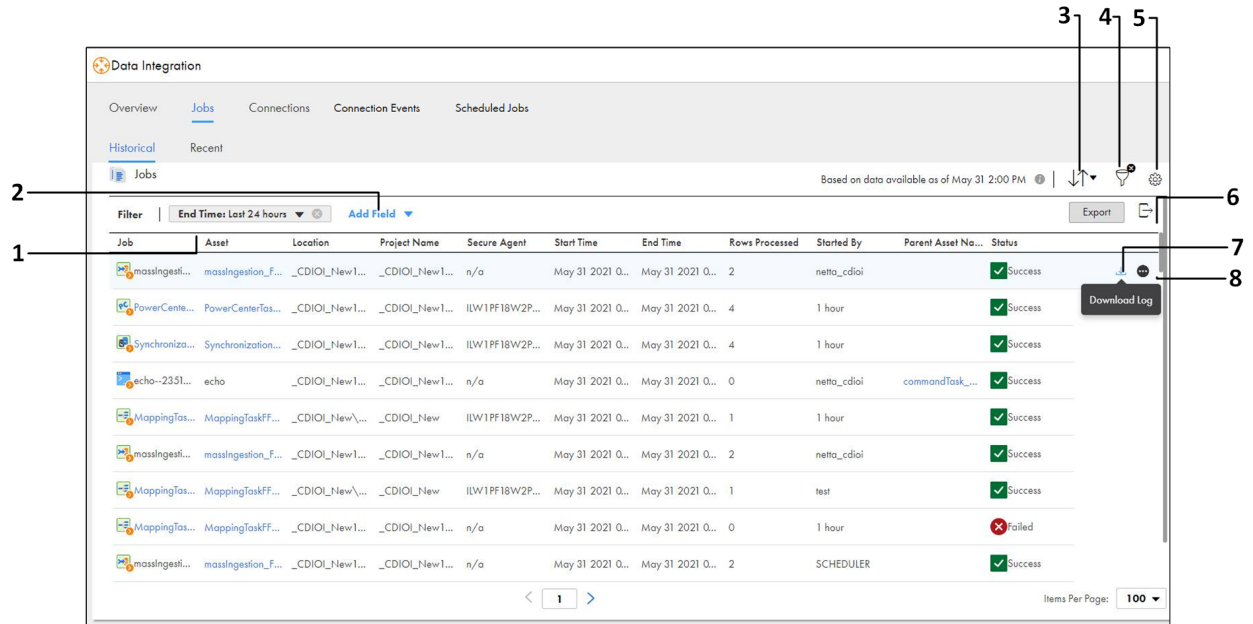 3 4 5
Data Integration
Overview Jobs Connections Connection Events Scheduled Jobs
Historical Recent
Jobs Based on data available as of May 31 2:00 PM
2
Filter End Time: Last 24 hours Add Field Export
6
Job Asset Location Project Name Secure Agent Start Time End Time Rows Processed Started By Parent Asset Na... Status
1
7
massIngesti... massIngestion_F... _CDIOI_New1... _CDIOI_New1... n/a May 31 2021 0... May 31 2021 0... 2 netta_cdioi Success
8
Download Log
PowerCente... PowerCenterTas... _CDIOI_New1... _CDIOI_New1... ILW1PF18W2P... May 31 2021 0... May 31 2021 0... 4 1 hour Success
Synchroniza... Synchronization... _CDIOI_New1... _CDIOI_New1... ILW1PF18W2P... May 31 2021 0... May 31 2021 0... 4 1 hour Success
echo--2351... echo _CDIOI_New1... _CDIOI_New1... n/a May 31 2021 0... May 31 2021 0... 0 netta_cdioi commandTask_... Success
MappingTas... MappingTaskFF... _CDIOI_New\... _CDIOI_New ILW1PF18W2P... May 31 2021 0... May 31 2021 0... 1 1 hour Success
massIngesti... massIngestion_F... _CDIOI_New1... _CDIOI_New1... n/a May 31 2021 0... May 31 2021 0... 2 netta_cdioi Success
MappingTas... MappingTaskFF... _CDIOI_New\... _CDIOI_New ILW1PF18W2P... May 31 2021 0... May 31 2021 0... 1 test Success
MappingTas... MappingTaskFF... _CDIOI_New1... _CDIOI_New1... n/a May 31 2021 0... May 31 2021 0... 0 1 hour Failed
massIngesti... massIngestion_F... _CDIOI_New1... _CDIOI_New1... n/a May 31 2021 0... May 31 2021 0... 2 SCHEDULER Success
< 1 > Items Per Page: 100